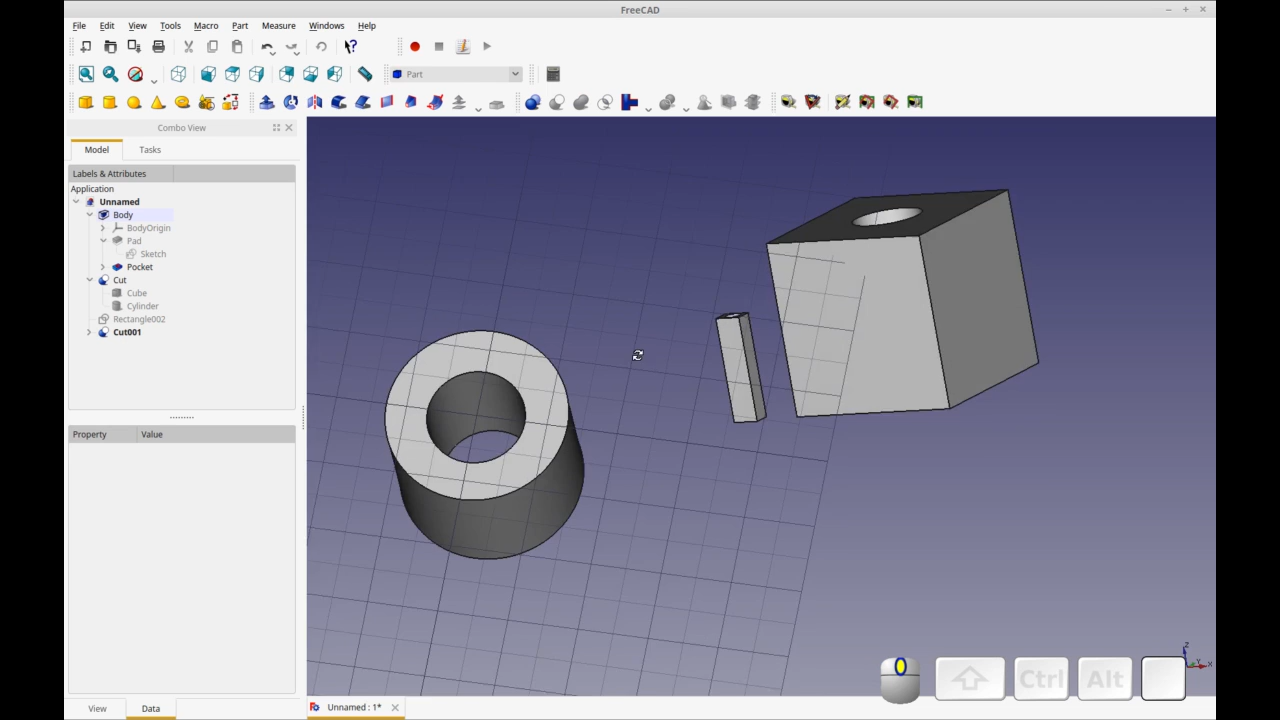 FreeCAD
File Edit View Tools Macro Part Measure Windows Help
Part
Combo View
Model Tasks
Labels & Attributes
Application
Unnamed
Body
BodyOrigin
Pad
Sketch
Pocket
Cut
Cube
Cylinder
Rectangle002
Cut001
Property Value
View Data
Unnamed : 1*
Ctrl Alt
Z
Y X